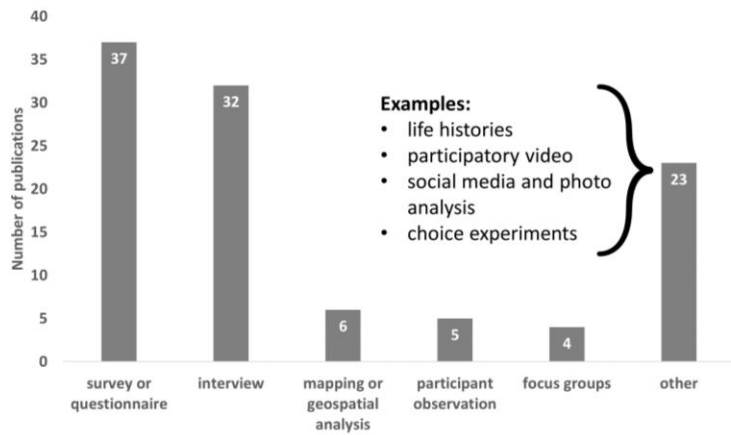 40
35
30
25
20
15
10
5
0
Number of publications
37
32
6
5
4
23
Examples:
• life histories
• participatory video
• social media and photo
analysis
• choice experiments
survey or
questionnaire
interview
mapping or
geospatial
analysis
participant
observation
focus groups
other